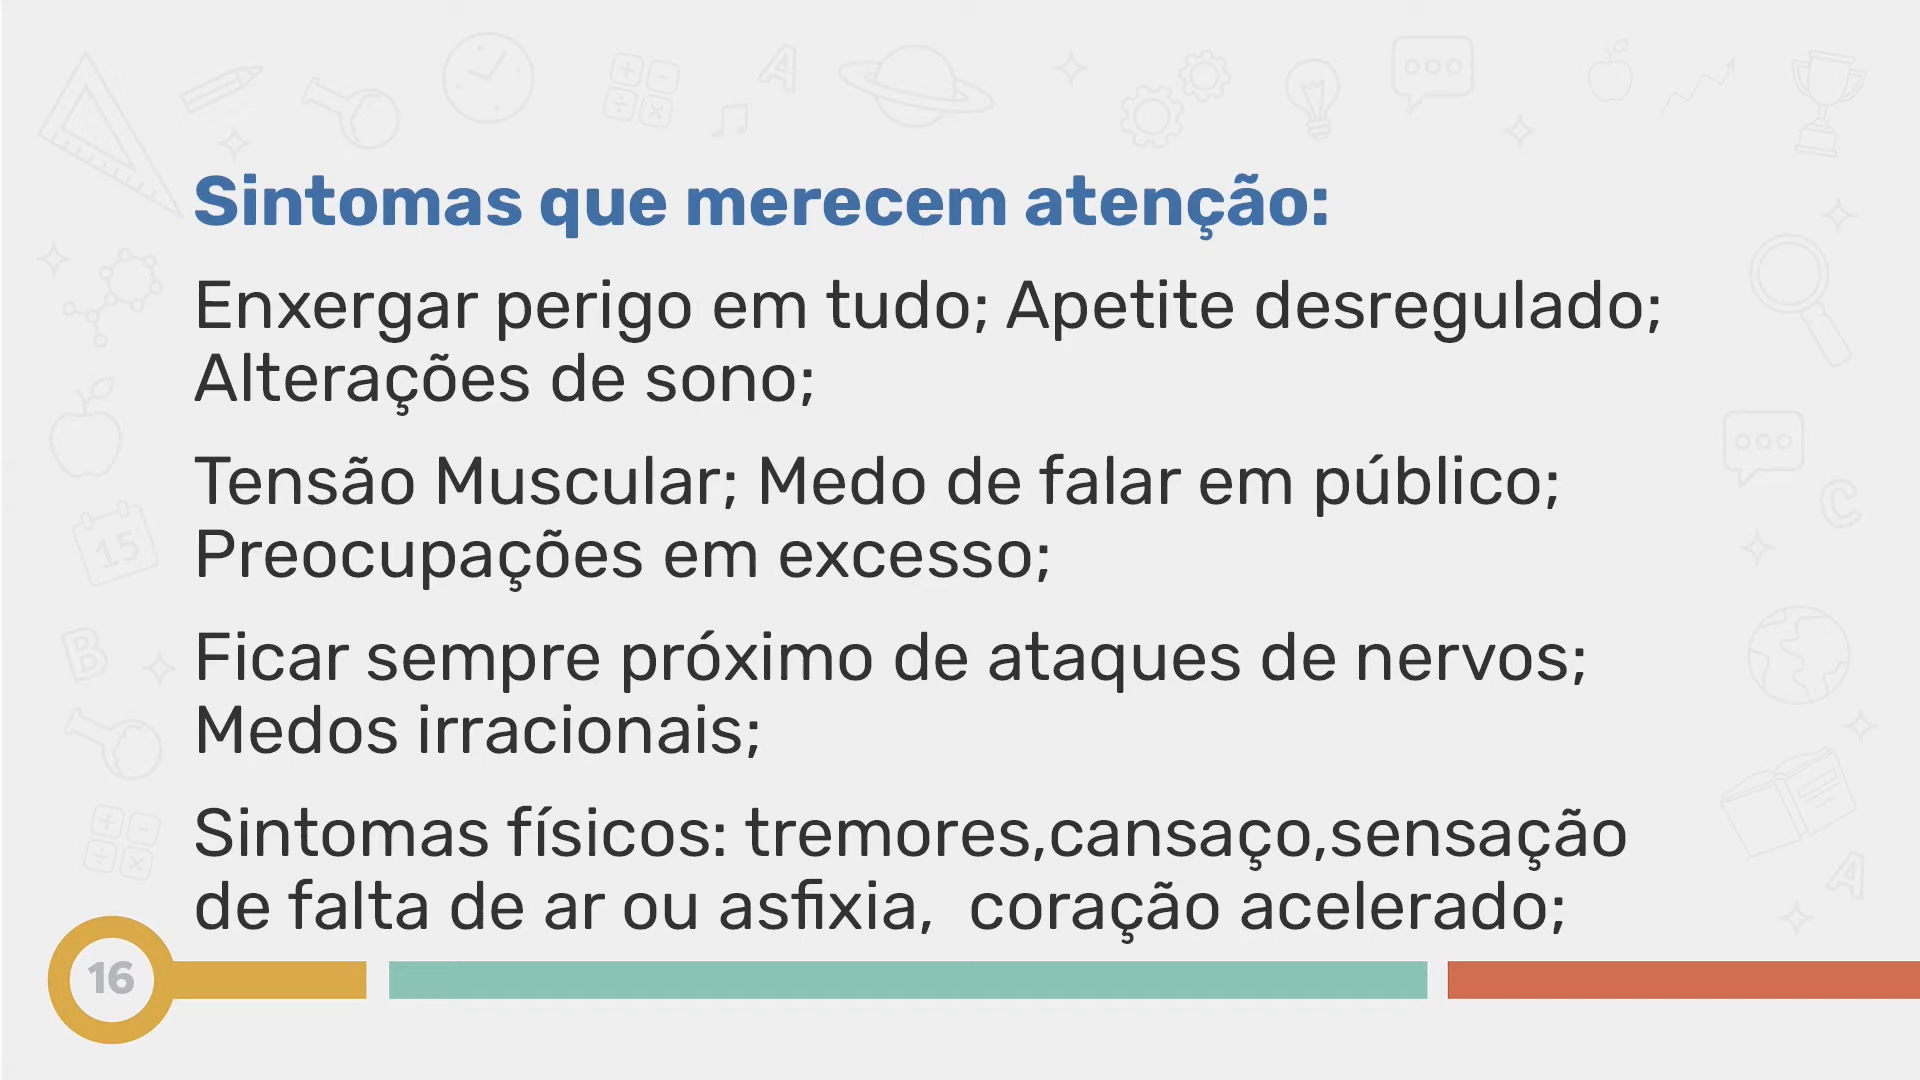 Sintomas que merecem atenção:
Enxergar perigo em tudo; Apetite desregulado;
Alterações de sono;
Tensão Muscular; Medo de falar em público;
Preocupações em excesso;
Ficar sempre próximo de ataques de nervos;
Medos irracionais;
Sintomas físicos: tremores,cansaço,sensação
de falta de ar ou asfixia,  coração acelerado;
16
A
C
15
B
A